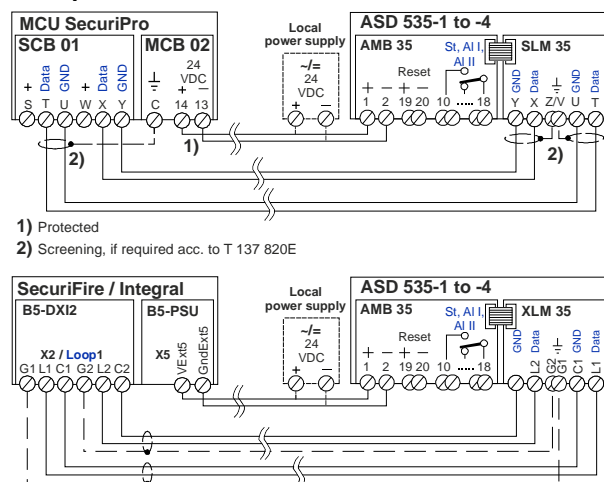 MCU SecuriPro
SCB 01
MCB 02
+ Data GND + Data GND
S T U W X Y
24 VDC
+ –
C 14 13
Local power supply
~/=
24
VDC
+ –
ASD 535-1 to -4
AMB 35
St, Al I,
Al II
Reset
+ – + –
1 2 19 20 10 ..... 18
SLM 35
GND Data GND Data
Y X Z/V U T
2)
1)
2)
1) Protected
2) Screening, if required acc. to T 137 820E
SecuriFire / Integral
B5-DXI2
B5-PSU
X2 / Loop1
X5
G1 L1 C1 G2 L2 C2
VExt5
GndExt5
Local
power supply
~/=
24
VDC
+ –
ASD 535-1 to -4
AMB 35
St, Al I,
Al II
Reset
+ – + –
1 2 19 20 10 ..... 18
XLM 35
GND Data GND Data
L2 G2 G1 C1 L1